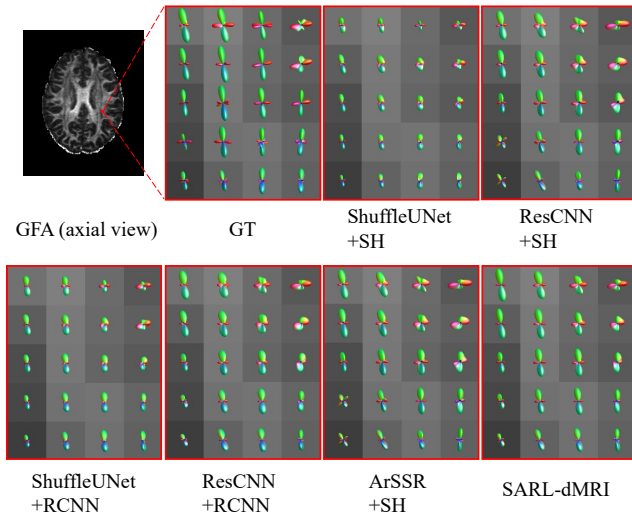 GFA (axial view)
GT
ShuffleUNet
+SH
ResCNN
+SH
ShuffleUNet
+RCNN
ResCNN
+RCNN
ArSSR
+SH
SARL-dMRI